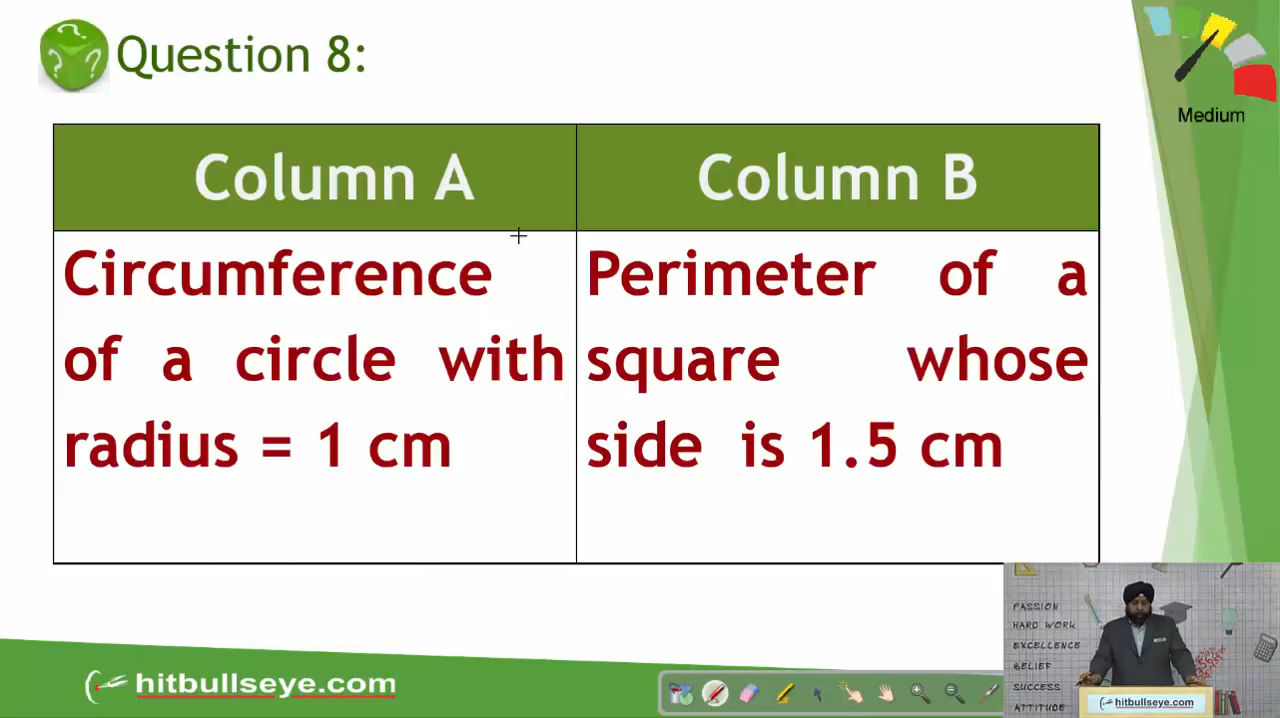 Question 8:
Medium
Column A
Column B
Circumference
of a circle with
radius = 1 cm
Perimeter of a
square whose
side is 1.5 cm
PASSION
HARD WORK
EXCELLENCE
BELIEF
SUCCESS
ATTITUDE
hitbullseye.com
hitbullseye.com